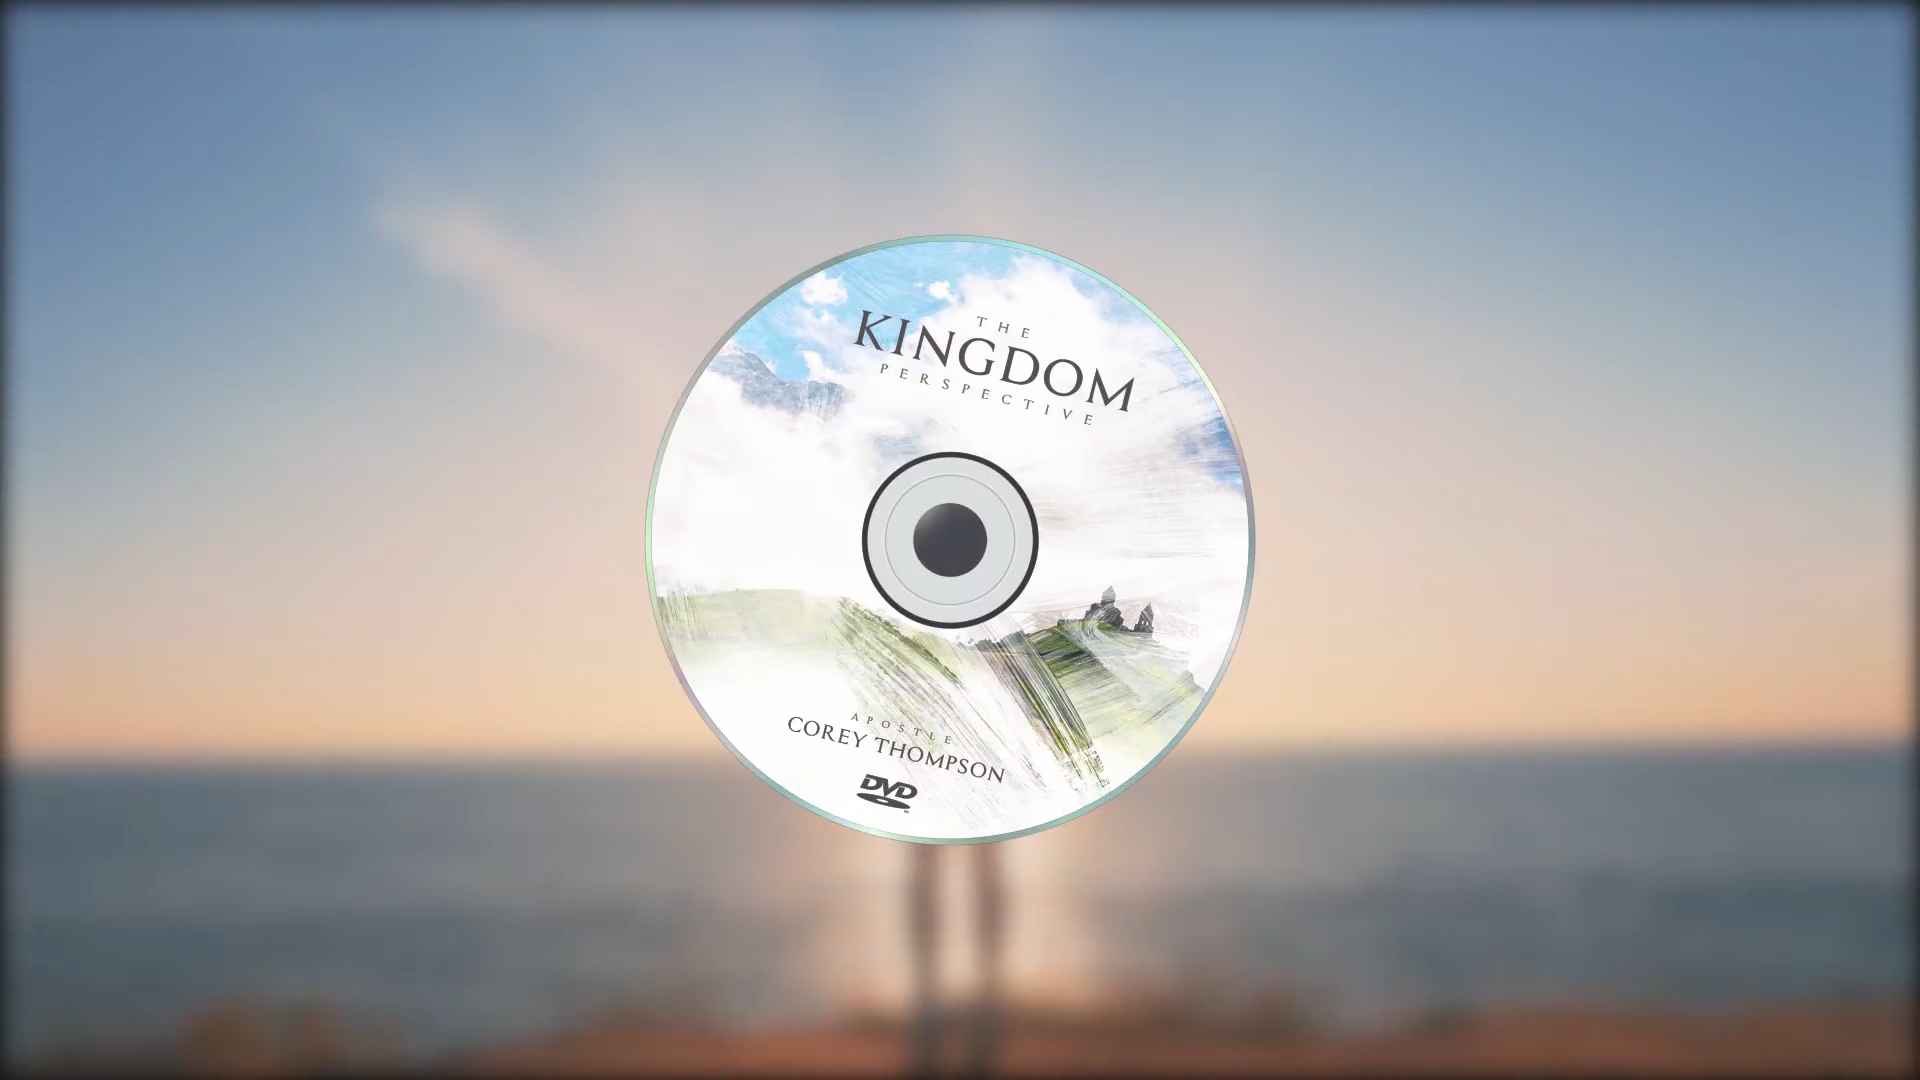 THE
KINGDOM
PERSPECTIVE
APOSTLE
COREY THOMPSON
DVD